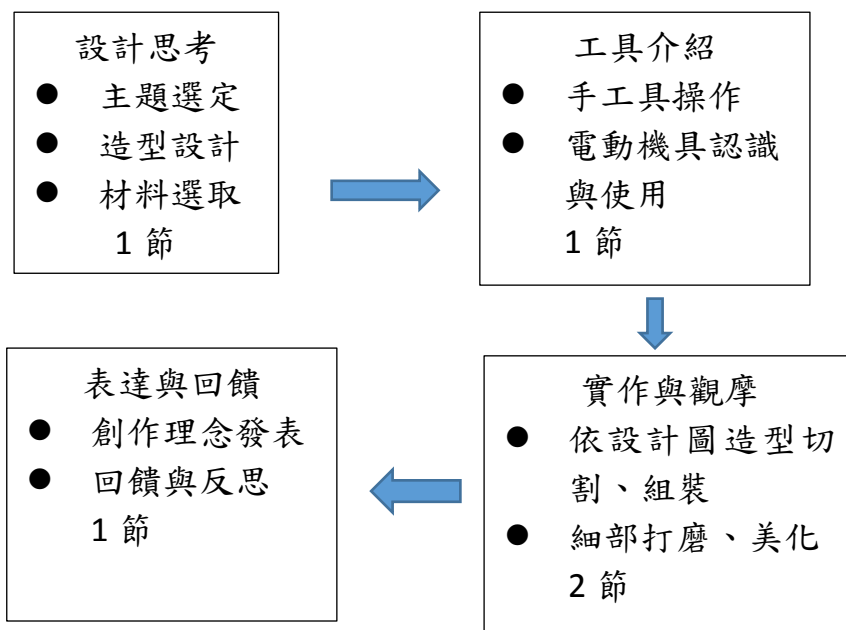 設計思考
● 主題選定
● 造型設計
● 材料選取
1 節
工具介紹
● 手工具操作
● 電動機具認識
與使用
1 節
實作與觀摩
● 依設計圖造型切
割、組裝
● 細部打磨、美化
2 節
表達與回饋
● 創作理念發表
● 回饋與反思
1 節